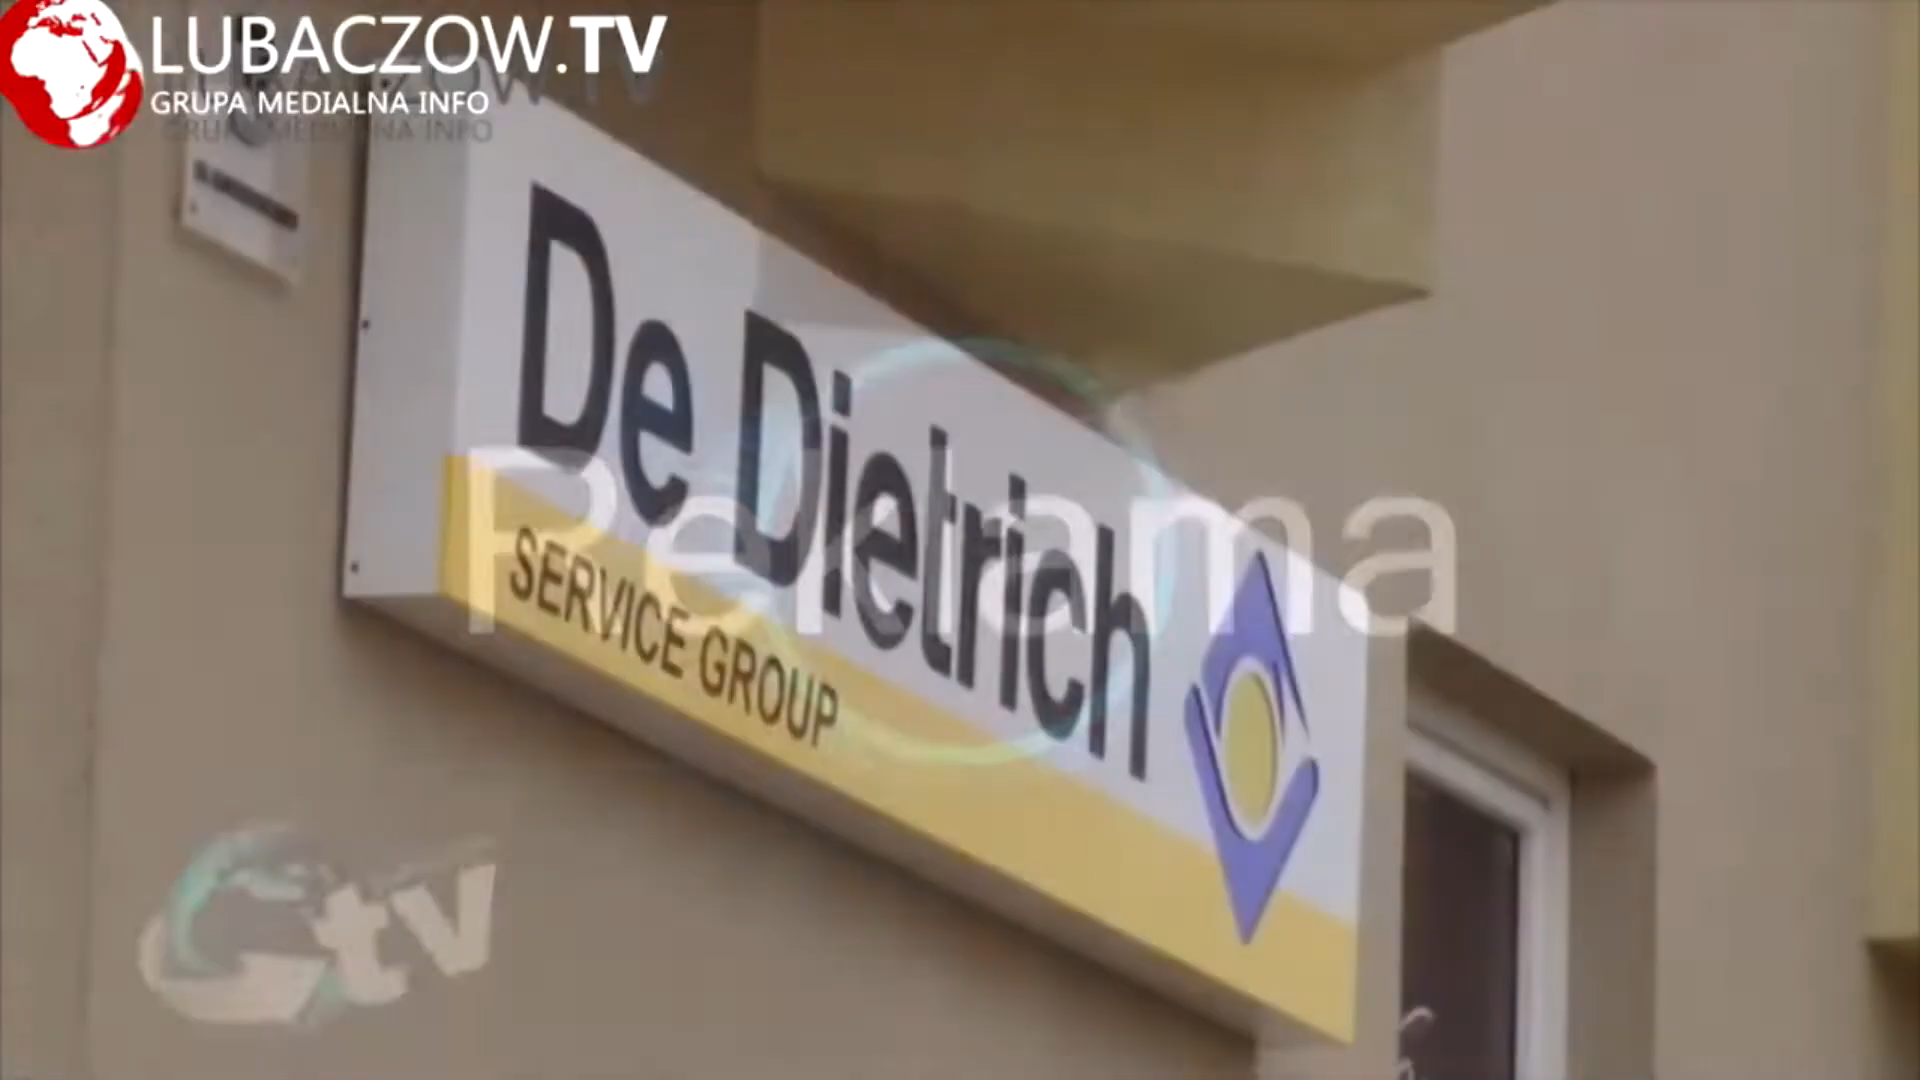 LUBACZOW.TV
GRUPA MEDIALNA INFO
De Dietrich
SERVICE GROUP
Reklama
tv